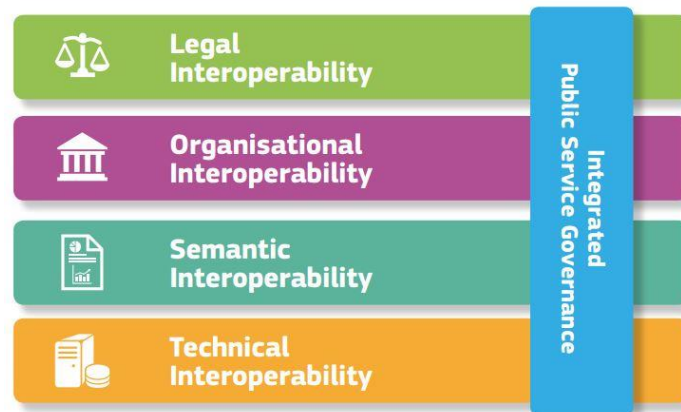 Legal
Interoperability
Organisational
Interoperability
Semantic
Interoperability
Technical
Interoperability
Integrated
Public Service Governance